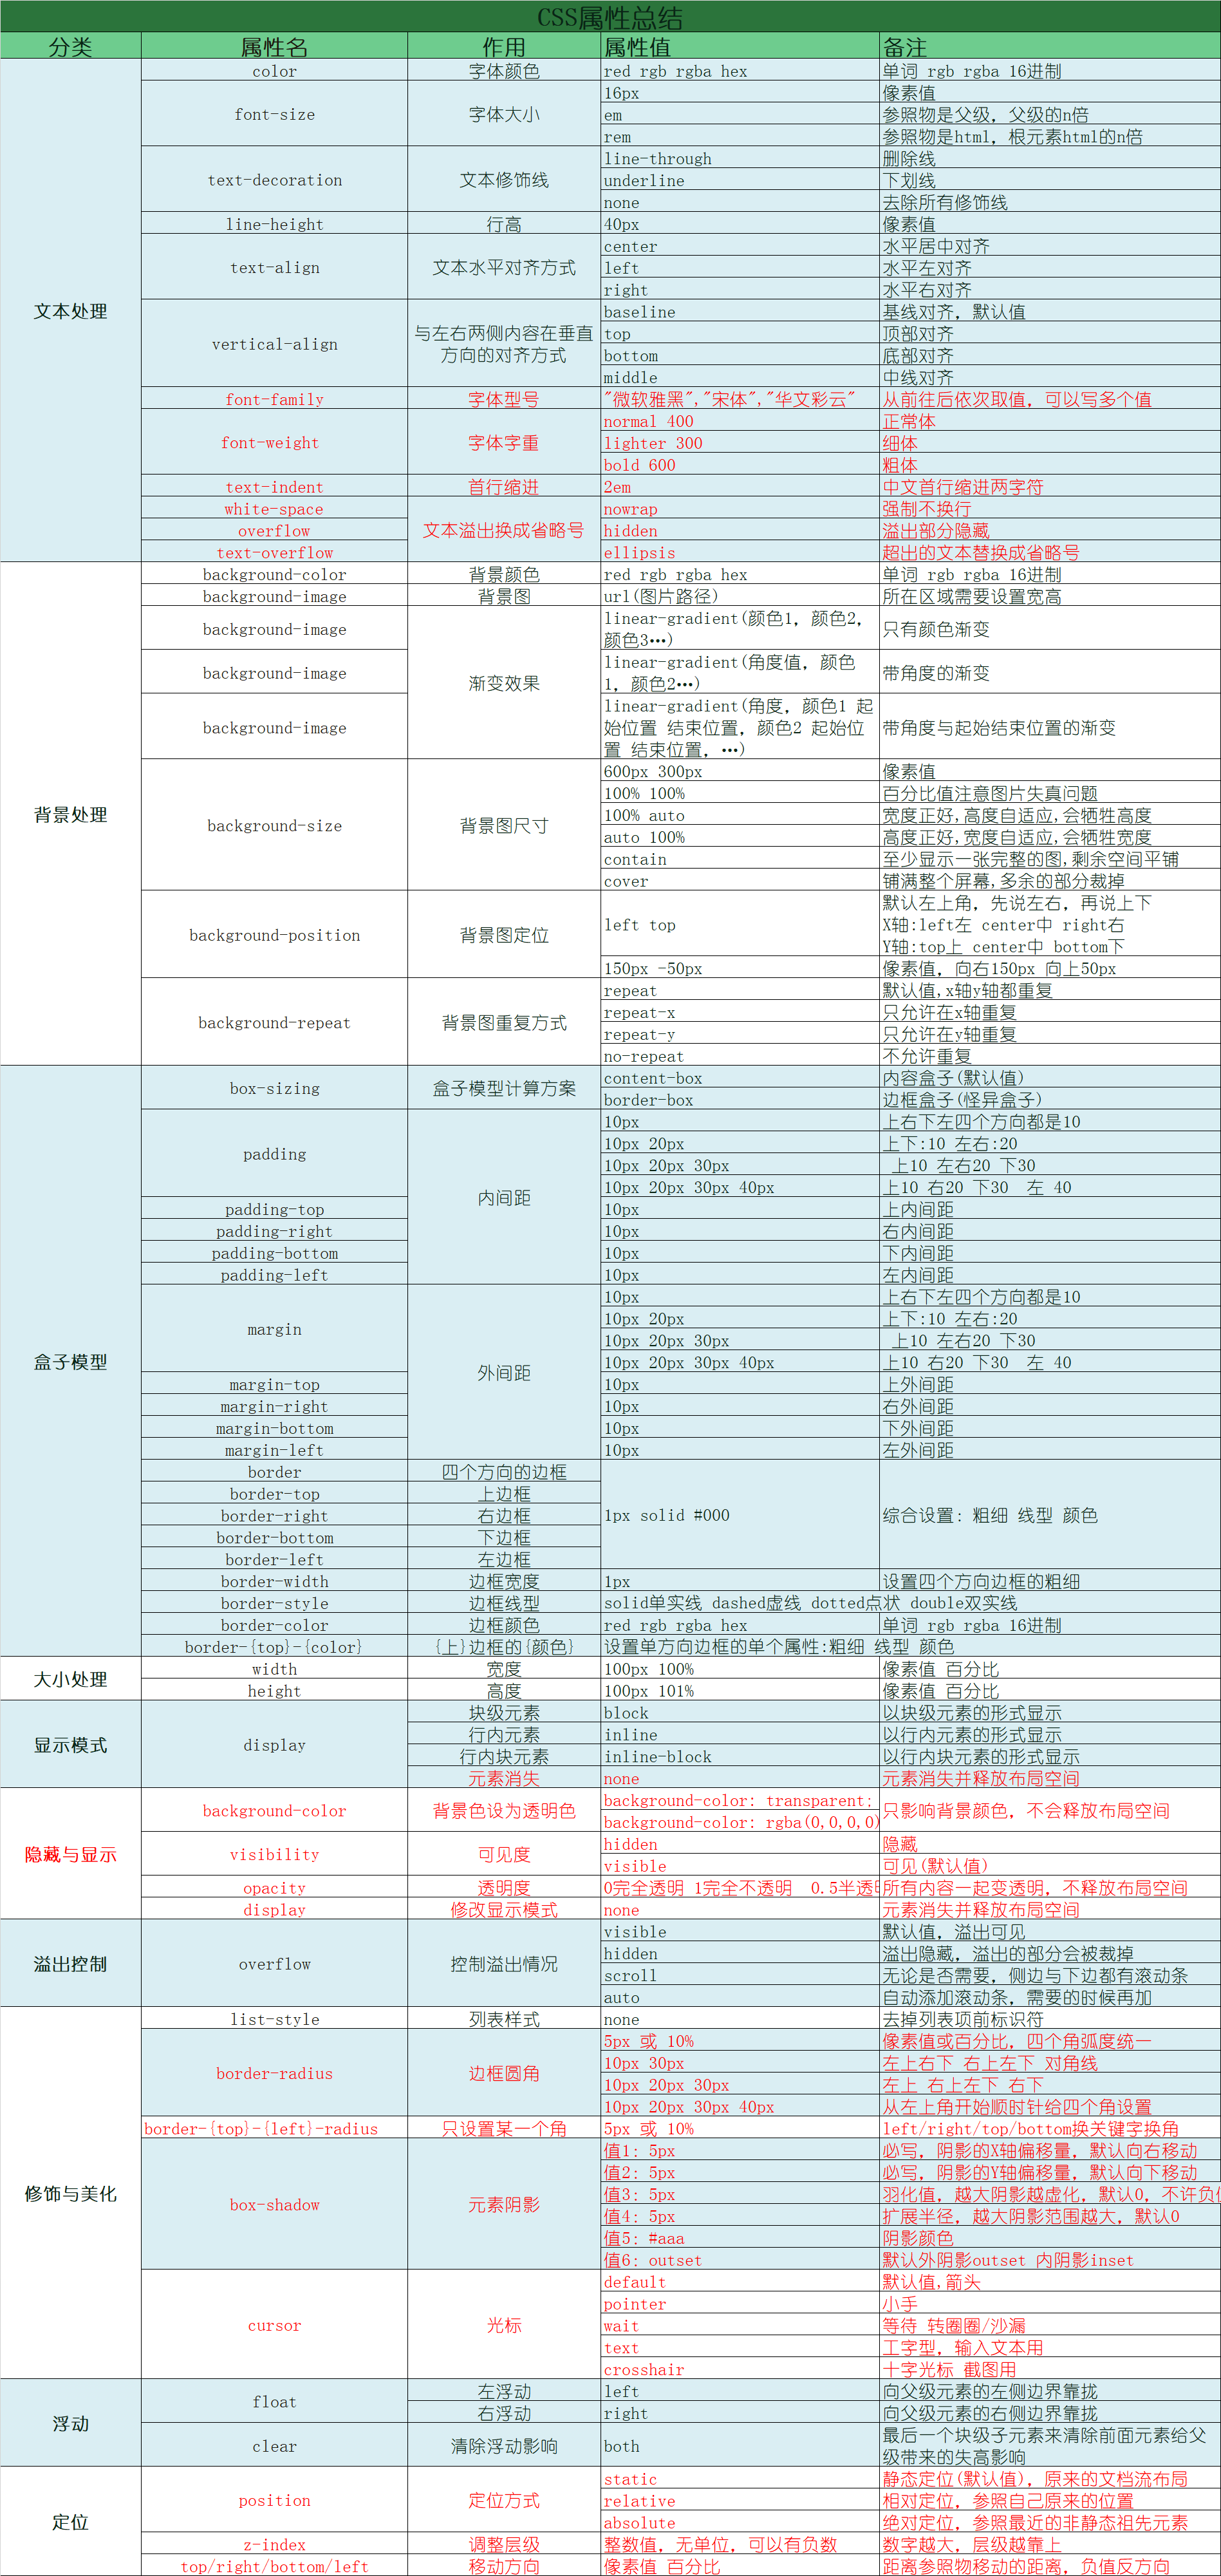 CSS属性总结
分类 属性名 作用 属性值 备注
文本处理
color 字体颜色 red rgb rgba hex 单词 rgb rgba 16进制
font-size 字体大小
16px 像素值
em 参照物是父级，父级的n倍
rem 参照物是html，根元素html的n倍
text-decoration 文本修饰线
line-through 删除线
underline 下划线
none 去除所有修饰线
line-height 行高 40px 像素值
text-align 文本水平对齐方式
center 水平居中对齐
left 水平左对齐
right 水平右对齐
vertical-align
与左右两侧内容在垂直
方向的对齐方式
baseline 基线对齐，默认值
top 顶部对齐
bottom 底部对齐
middle 中线对齐
font-family 字体型号 "微软雅黑","宋体","华文彩云" 从前往后依次取值，可以写多个值
font-weight 字体字重
normal 400 正常体
lighter 300 细体
bold 600 粗体
text-indent 首行缩进 2em 中文首行缩进两字符
文本溢出换成省略号
white-space nowrap 强制不换行
overflow hidden 溢出部分隐藏
text-overflow ellipsis 超出的文本替换成省略号
背景处理
background-color 背景颜色 red rgb rgba hex 单词 rgb rgba 16进制
background-image 背景图 url(图片路径) 所在区域需要设置宽高
渐变效果
background-image
linear-gradient(颜色1，颜色2，
颜色3…)
只有颜色渐变
background-image
linear-gradient(角度值，颜色
1，颜色2…)
带角度的渐变
background-image
linear-gradient(角度，颜色1 起
始位置 结束位置，颜色2 起始位
置 结束位置，…)
带角度与起始结束位置的渐变
background-size 背景图尺寸
600px 300px 像素值
100% 100% 百分比值注意图片失真问题
100% auto 宽度正好,高度自适应,会牺牲高度
auto 100% 高度正好,宽度自适应,会牺牲宽度
contain 至少显示一张完整的图,剩余空间平铺
cover 铺满整个屏幕,多余的部分裁掉
background-position 背景图定位
left top
默认左上角，先说左右，再说上下
X轴:left左 center中 right右
Y轴:top上 center中 bottom下
150px -50px 像素值，向右150px 向上50px
background-repeat 背景图重复方式
repeat 默认值,x轴y轴都重复
repeat-x 只允许在x轴重复
repeat-y 只允许在y轴重复
no-repeat 不允许重复
盒子模型
box-sizing 盒子模型计算方案
content-box 内容盒子(默认值)
border-box 边框盒子(怪异盒子)
padding 内间距
10px 上右下左四个方向都是10
10px 20px 上下:10 左右:20
10px 20px 30px 上10 左右20 下30
10px 20px 30px 40px 上10 右20 下30 左 40
padding-top 10px 上内间距
padding-right 10px 右内间距
padding-bottom 10px 下内间距
padding-left 10px 左内间距
margin 外间距
10px 上右下左四个方向都是10
10px 20px 上下:10 左右:20
10px 20px 30px 上10 左右20 下30
10px 20px 30px 40px 上10 右20 下30 左 40
margin-top 10px 上外间距
margin-right 10px 右外间距
margin-bottom 10px 下外间距
margin-left 10px 左外间距
border 四个方向的边框
border-top 上边框
border-right 右边框 1px solid #000 综合设置: 粗细 线型 颜色
border-bottom 下边框
border-left 左边框
border-width 边框宽度 1px 设置四个方向边框的粗细
border-style 边框线型 solid单实线 dashed虚线 dotted点状 double双实线
border-color 边框颜色 red rgb rgba hex 单词 rgb rgba 16进制
border-{top}-{color} {上}边框的{颜色} 设置单方向边框的单个属性:粗细 线型 颜色
大小处理
width 宽度 100px 100% 像素值 百分比
height 高度 100px 101% 像素值 百分比
显示模式
display
块级元素 block 以块级元素的形式显示
行内元素 inline 以行内元素的形式显示
行内块元素 inline-block 以行内块元素的形式显示
元素消失 none 元素消失并释放布局空间
隐藏与显示
background-color 背景色设为透明色
background-color: transparent;
background-color: rgba(0,0,0,0)
只影响背景颜色，不会释放布局空间
visibility 可见度
hidden 隐藏
visible 可见(默认值)
opacity 透明度 0完全透明 1完全不透明 0.5半透 所有内容一起变透明，不释放布局空间
display 修改显示模式 none 元素消失并释放布局空间
溢出控制
overflow 控制溢出情况
visible 默认值，溢出可见
hidden 溢出隐藏，溢出的部分会被裁掉
scroll 无论是否需要，侧边与下边都有滚动条
auto 自动添加滚动条，需要的时候再加
修饰与美化
list-style 列表样式 none 去掉列表项前标识符
border-radius 边框圆角
5px 或 10% 像素值或百分比，四个角弧度统一
10px 30px 左上右下 右上左下 对角线
10px 20px 30px 左上 右上左下 右下
10px 20px 30px 40px 从左上角开始顺时针给四个角设置
border-{top}-{left}-radius 只设置某一个角 5px 或 10% left/right/top/bottom换关键字换角
box-shadow 元素阴影
值1: 5px 必写，阴影的X轴偏移量，默认向右移动
值2: 5px 必写，阴影的Y轴偏移量，默认向下移动
值3: 5px 羽化值，越大阴影越虚化，默认0，不许负
值4: 5px 扩展半径，越大阴影范围越大，默认0
值5: #aaa 阴影颜色
值6: outset 默认外阴影outset 内阴影inset
cursor 光标
default 默认值,箭头
pointer 小手
wait 等待 转圈圈/沙漏
text 工字型，输入文本用
crosshair 十字光标 截图用
浮动
float
左浮动 left 向父级元素的左侧边界靠拢
右浮动 right 向父级元素的右侧边界靠拢
clear 清除浮动影响 both
最后一个块级子元素来清除前面元素给父
级带来的失高影响
定位
position 定位方式
static 静态定位(默认值)，原来的文档流布局
relative 相对定位，参照自己原来的位置
absolute 绝对定位，参照最近的非静态祖先元素
z-index 调整层级 整数值，无单位，可以有负数 数字越大，层级越靠上
top/right/bottom/left 移动方向 像素值 百分比 距离参照物移动的距离，负值反方向